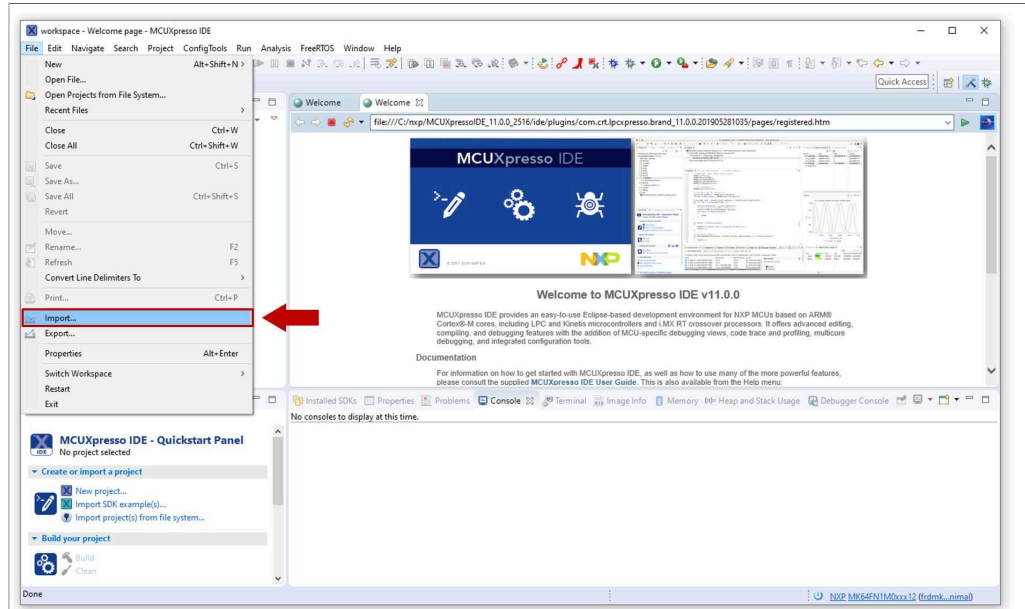 workspace - Welcome page - MCUXpresso IDE
File Edit Navigate Search Project ConfigTools Run Analysis FreeRTOS Window Help
New Alt+Shift+N >
Open File...
Open Projects from File System...
Recent Files >
Close Ctrl+W
Close All Ctrl+Shift+W
Save Ctrl+S
Save As...
Save All Ctrl+Shift+S
Revert
Move...
Rename... F2
Refresh F5
Convert Line Delimiters To >
Print... Ctrl+P
Import...
Export...
Properties Alt+Enter
Switch Workspace >
Restart
Exit
Quick Access
Welcome Welcome
file:///C:/nxp/MCUXpressoIDE_11.0.0_2516/ide/plugins/com.crt.lpcxpresso.brand_11.0.0.201905281035/pages/registered.htm
MCUXpresso IDE
NXP
Welcome to MCUXpresso IDE v11.0.0
MCUXpresso IDE provides an easy-to-use Eclipse-based development environment for NXP MCUs based on ARM®
Cortex®-M cores, including LPC and Kinetis microcontrollers and i.MX RT crossover processors. It offers advanced editing,
compiling, and debugging features with the addition of MCU-specific debugging views, code trace and profiling, multicore
debugging, and integrated configuration tools.
Documentation
For information on how to get started with MCUXpresso IDE, as well as how to use many of the more powerful features,
please consult the supplied MCUXpresso IDE User Guide. This is also available from the Help menu:
Installed SDKs Properties Problems Console Terminal Image Info Memory Heap and Stack Usage Debugger Console
No consoles to display at this time.
MCUXpresso IDE - Quickstart Panel
IDE No project selected
Create or import a project
New project...
Import SDK example(s)...
Import project(s) from file system...
Build your project
Build
Clean
Done
NXP MK64FN1M0xxx12 (frdmk...nimal)